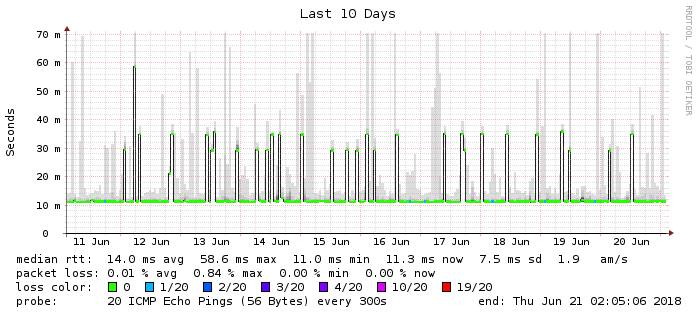 Last 10 Days
RRDTOOL / TOBI OETIKER
Seconds
70 m
60 m
50 m
40 m
30 m
20 m
10 m
0
11 Jun 12 Jun 13 Jun 14 Jun 15 Jun 16 Jun 17 Jun 18 Jun 19 Jun 20 Jun
median rtt: 14.0 ms avg 58.6 ms max 11.0 ms min 11.3 ms now 7.5 ms sd 1.9 am/s
packet loss: 0.01 % avg 0.84 % max 0.00 % min 0.00 % now
loss color: 0 1/20 2/20 3/20 4/20 10/20 19/20
probe: 20 ICMP Echo Pings (56 Bytes) every 300s end: Thu Jun 21 02:05:06 2018